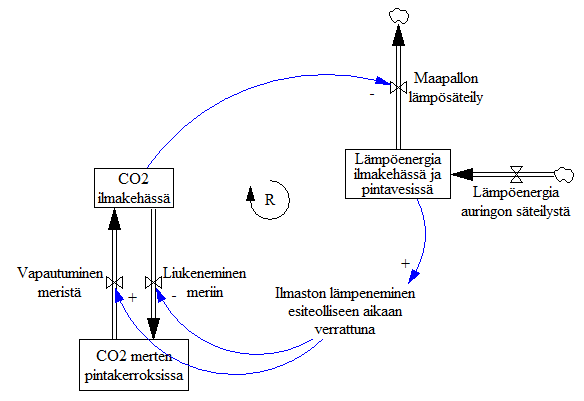 Maapallon
lämpösäteily
-
Lämpöenergia
ilmakehässä ja
pintavesissä
Lämpöenergia
auringon säteilystä
CO2
ilmakehässä
R
Vapautuminen
meristä
+
Liukeneminen
meriin
-
+
Ilmaston lämpeneminen
esiteolliseen aikaan
verrattuna
CO2 merten
pintakerroksissa